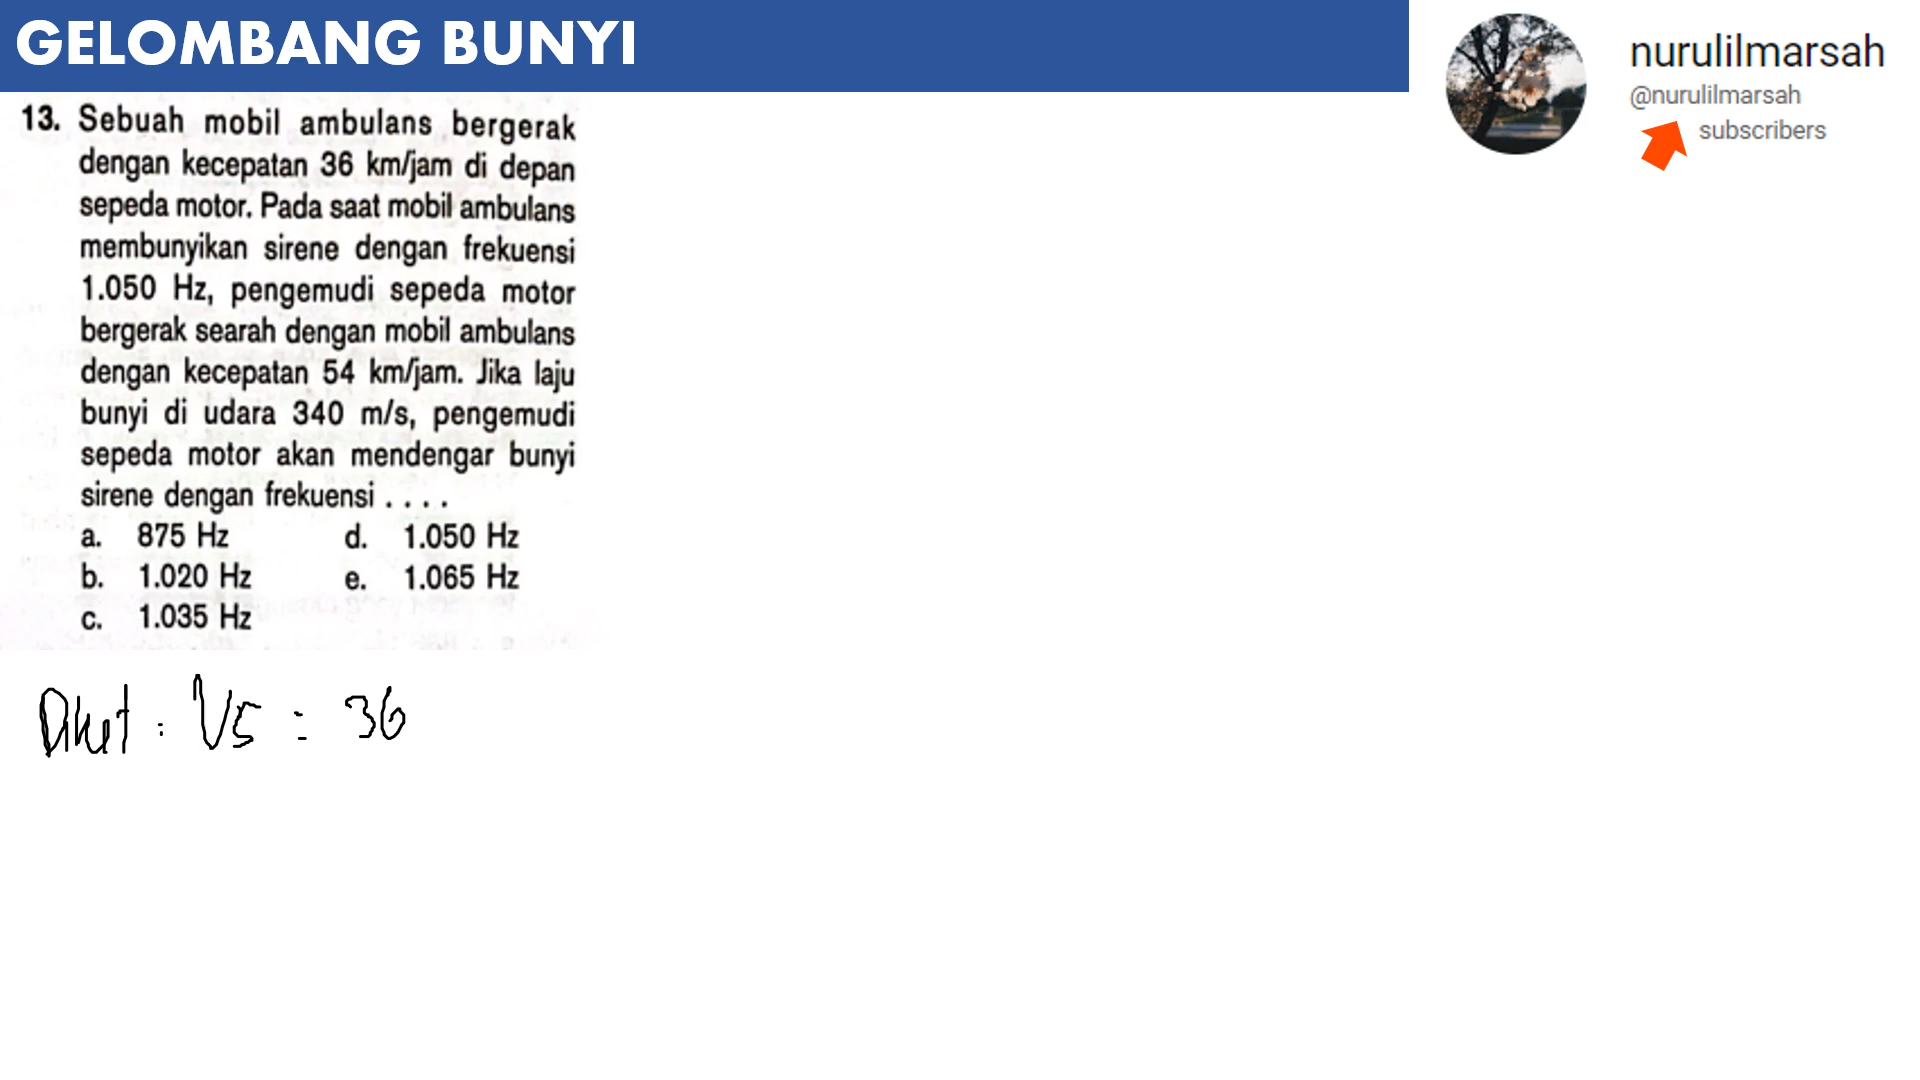 GELOMBANG BUNYI
nurulilmarsah
@nurulilmarsah
subscribers
13. Sebuah mobil ambulans bergerak
dengan kecepatan 36 km/jam di depan
sepeda motor. Pada saat mobil ambulans
membunyikan sirene dengan frekuensi
1.050 Hz, pengemudi sepeda motor
bergerak searah dengan mobil ambulans
dengan kecepatan 54 km/jam. Jika laju
bunyi di udara 340 m/s, pengemudi
sepeda motor akan mendengar bunyi
sirene dengan frekuensi . . . .
a. 875 Hz d. 1.050 Hz
b. 1.020 Hz e. 1.065 Hz
c. 1.035 Hz
Diket : Vs = 36